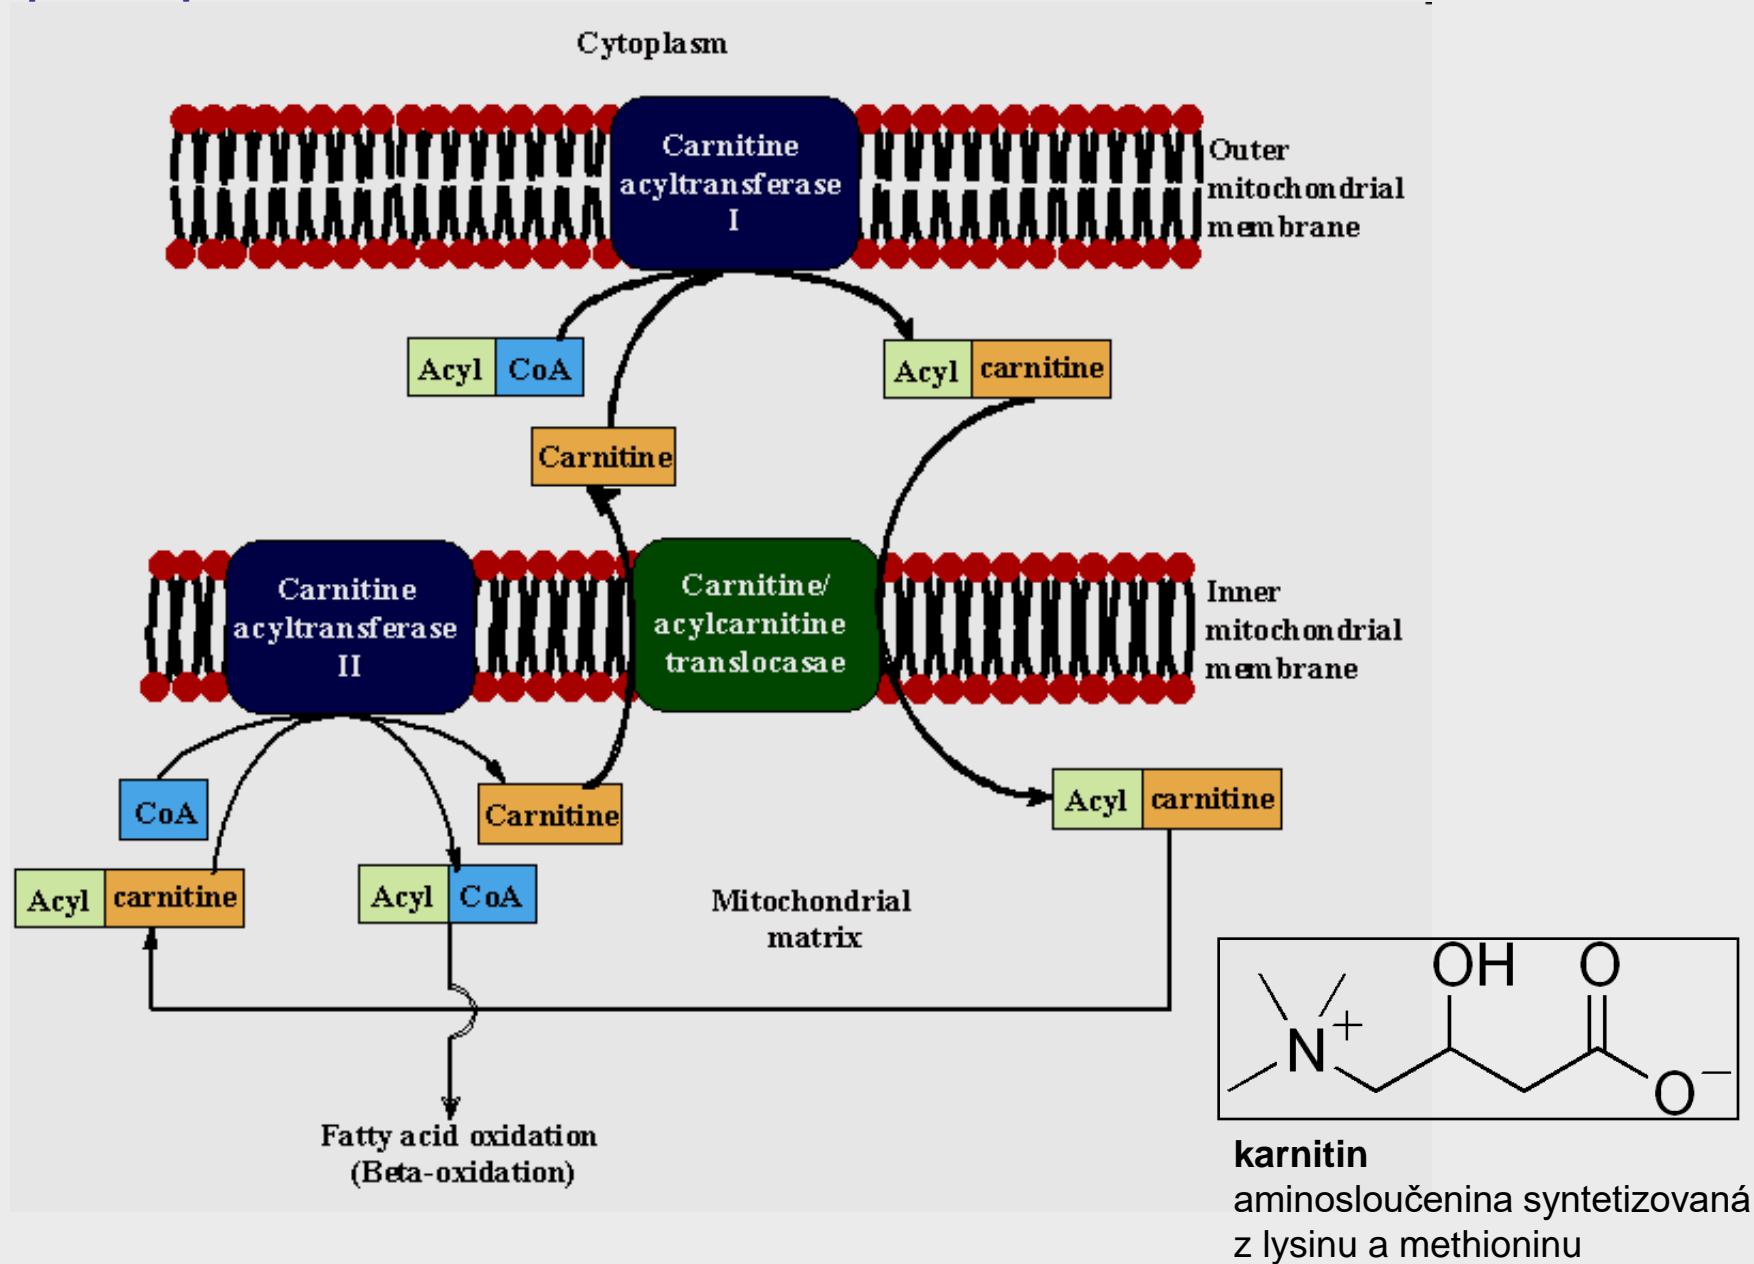 Cytoplasm
Carnitine
acyltransferase
I
Outer
mitochondrial
membrane
Acyl CoA
Acyl carnitine
Carnitine
Carnitine
acyltransferase
II
Carnitine/
acylcarnitine
translocasae
Inner
mitochondrial
membrane
CoA
Carnitine
Acyl carnitine
Acyl carnitine
Acyl CoA
Mitochondrial
matrix
Fatty acid oxidation
(Beta-oxidation)
OH O
N+
O−
karnitin
aminosloučenina syntetizovaná
z lysinu a methioninu